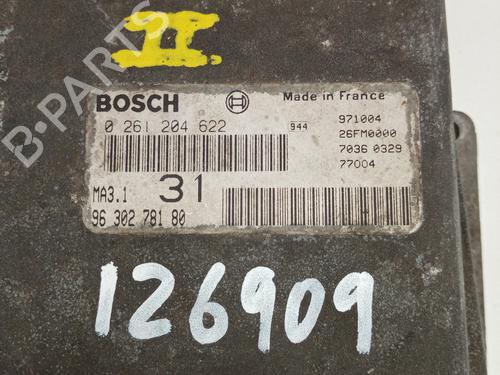 II
B-PARTS
BOSCH
Made in France
0 261 204 622
944
971004
26FM0000
7036 0329
77004
MA3.1
31
96 302 781 80
126909